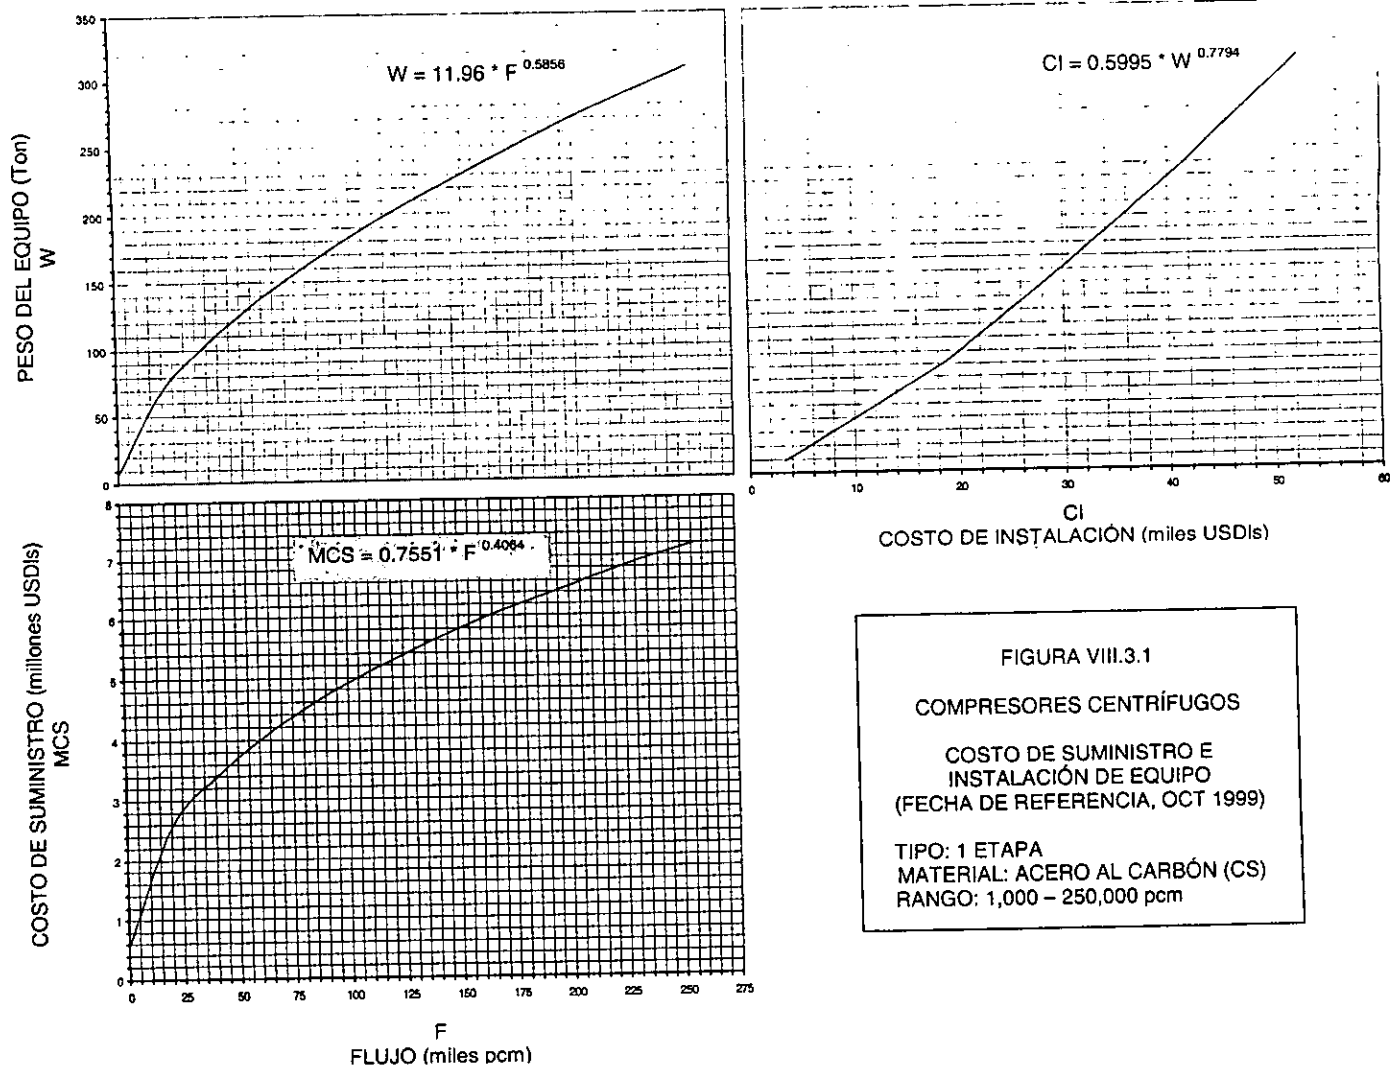 350
300
250
200
150
100
50
0
PESO DEL EQUIPO (Ton)
W
W = 11.96 * F 0.5856
CI = 0.5995 * W 0.7794
0 10 20 30 40 50 60
CI
COSTO DE INSTALACIÓN (miles USDls)
8
7
6
5
4
3
2
1
0
COSTO DE SUMINISTRO (millones USDls)
MCS
MCS = 0.7551 * F 0.4064
0 25 50 75 100 125 150 175 200 225 250 275
F
FLUJO (miles pcm)
FIGURA VIII.3.1
COMPRESORES CENTRÍFUGOS
COSTO DE SUMINISTRO E
INSTALACIÓN DE EQUIPO
(FECHA DE REFERENCIA, OCT 1999)
TIPO: 1 ETAPA
MATERIAL: ACERO AL CARBÓN (CS)
RANGO: 1,000 – 250,000 pcm